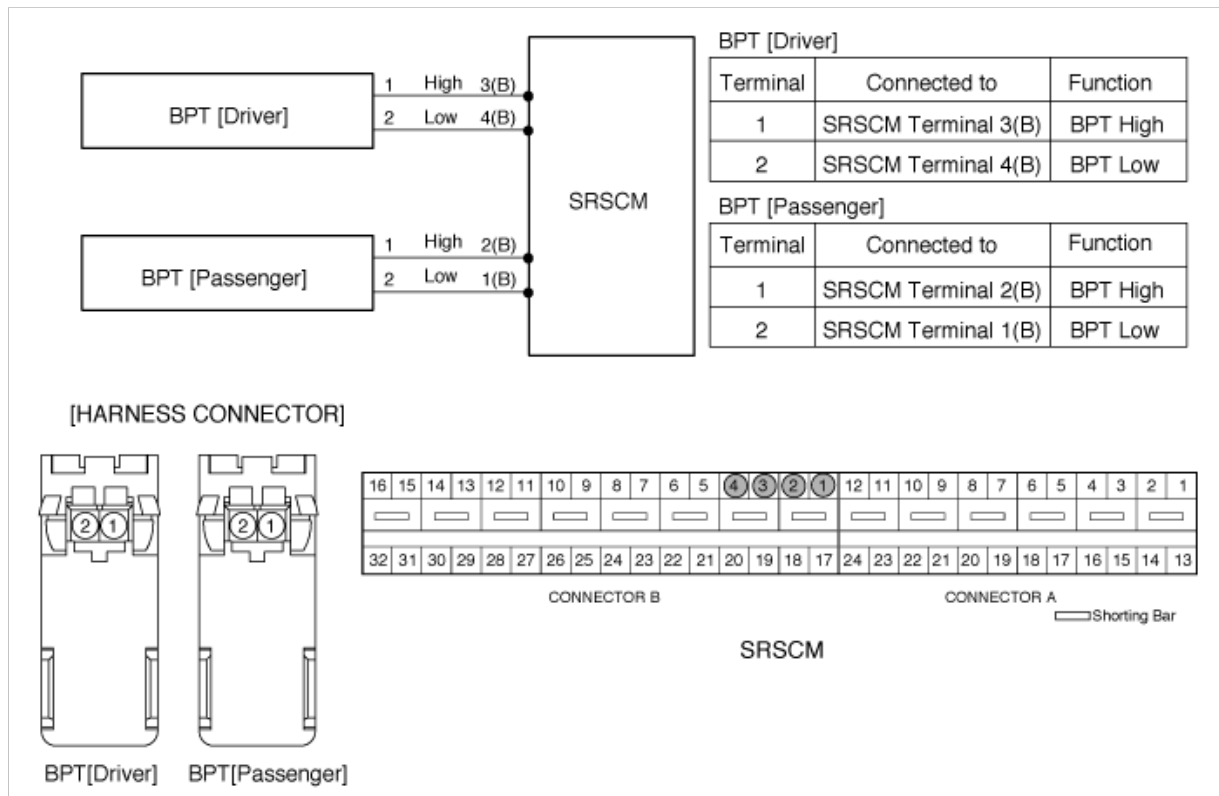 BPT [Driver]
1 High 3(B)
2 Low 4(B)
BPT [Passenger]
1 High 2(B)
2 Low 1(B)
SRSCM
BPT [Driver]
Terminal Connected to Function
1 SRSCM Terminal 3(B) BPT High
2 SRSCM Terminal 4(B) BPT Low
BPT [Passenger]
Terminal Connected to Function
1 SRSCM Terminal 2(B) BPT High
2 SRSCM Terminal 1(B) BPT Low
[HARNESS CONNECTOR]
2 1
BPT[Driver]
2 1
BPT[Passenger]
16 15 14 13 12 11 10 9 8 7 6 5 4 3 2 1 12 11 10 9 8 7 6 5 4 3 2 1
32 31 30 29 28 27 26 25 24 23 22 21 20 19 18 17 24 23 22 21 20 19 18 17 16 15 14 13
CONNECTOR B CONNECTOR A
Shorting Bar
SRSCM